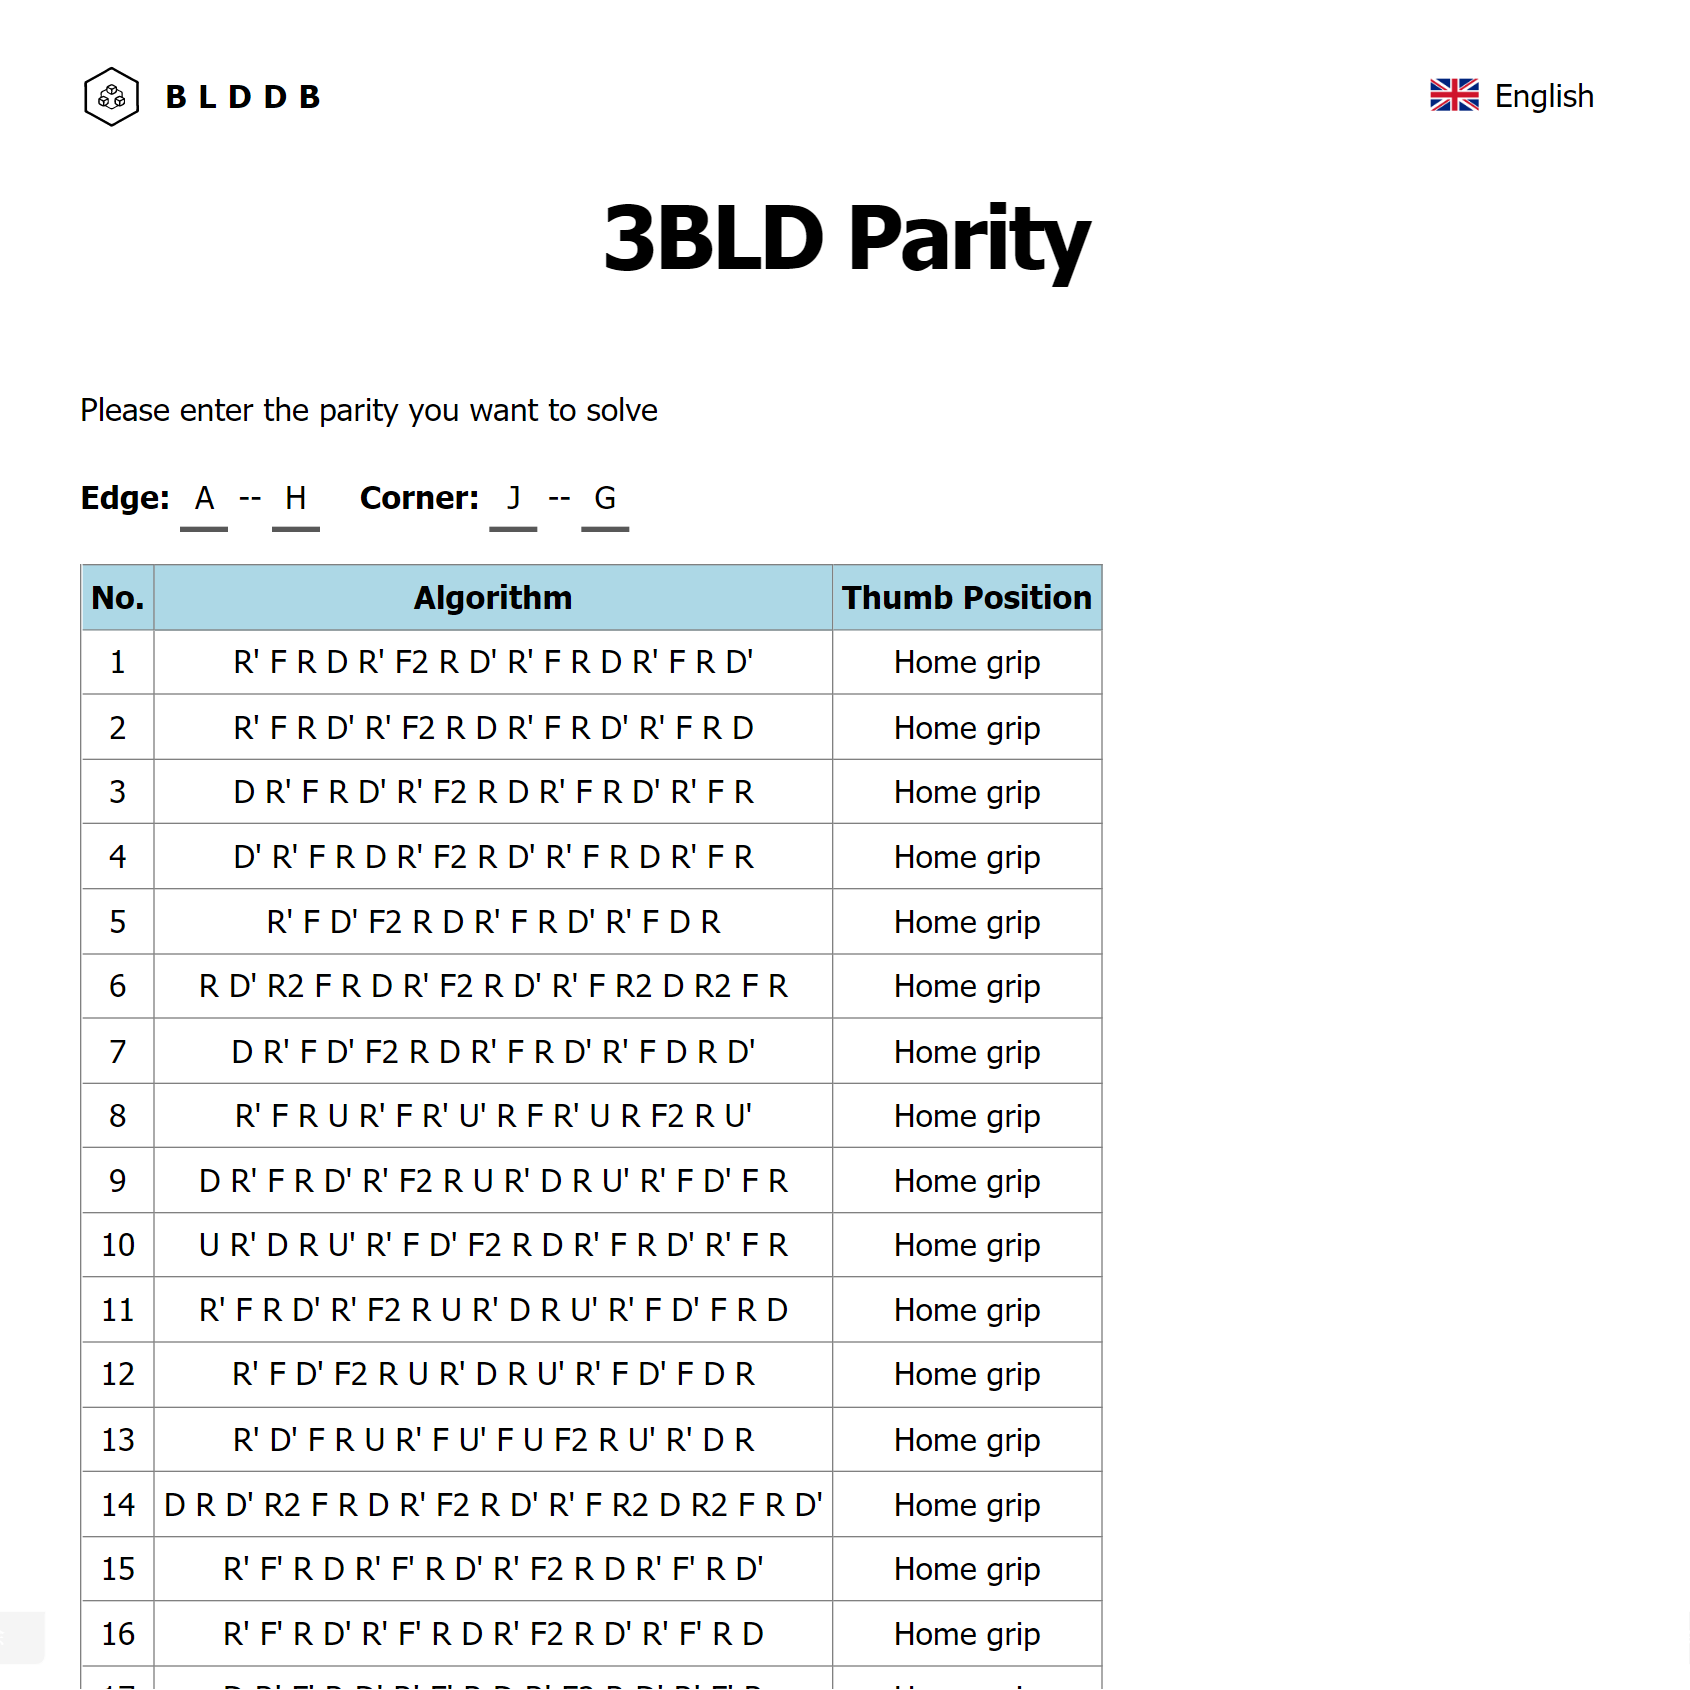 BLDDB
English
3BLD Parity
Please enter the parity you want to solve
Edge: A -- H Corner: J -- G
No. Algorithm Thumb Position
1 R' F R D R' F2 R D' R' F R D R' F R D' Home grip
2 R' F R D' R' F2 R D R' F R D' R' F R D Home grip
3 D R' F R D' R' F2 R D R' F R D' R' F R Home grip
4 D' R' F R D R' F2 R D' R' F R D R' F R Home grip
5 R' F D' F2 R D R' F R D' R' F D R Home grip
6 R D' R2 F R D R' F2 R D' R' F R2 D R2 F R Home grip
7 D R' F D' F2 R D R' F R D' R' F D R D' Home grip
8 R' F R U R' F R' U' R F R' U R F2 R U' Home grip
9 D R' F R D' R' F2 R U R' D R U' R' F D' F R Home grip
10 U R' D R U' R' F D' F2 R D R' F R D' R' F R Home grip
11 R' F R D' R' F2 R U R' D R U' R' F D' F R D Home grip
12 R' F D' F2 R U R' D R U' R' F D' F D R Home grip
13 R' D' F R U R' F U' F U F2 R U' R' D R Home grip
14 D R D' R2 F R D R' F2 R D' R' F R2 D R2 F R D' Home grip
15 R' F' R D R' F' R D' R' F2 R D R' F' R D' Home grip
16 R' F' R D' R' F' R D R' F2 R D' R' F' R D Home grip